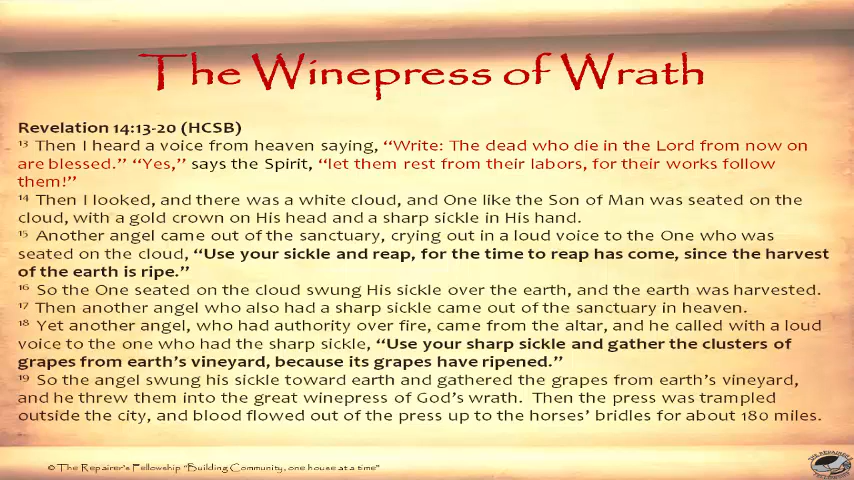 The Winepress of Wrath
Revelation 14:13-20 (HCSB)
13 Then I heard a voice from heaven saying, “Write: The dead who die in the Lord from now on
are blessed.” “Yes,” says the Spirit, “let them rest from their labors, for their works follow
them!”
14 Then I looked, and there was a white cloud, and One like the Son of Man was seated on the
cloud, with a gold crown on His head and a sharp sickle in His hand.
15 Another angel came out of the sanctuary, crying out in a loud voice to the One who was
seated on the cloud, “Use your sickle and reap, for the time to reap has come, since the harvest
of the earth is ripe.”
16 So the One seated on the cloud swung His sickle over the earth, and the earth was harvested.
17 Then another angel who also had a sharp sickle came out of the sanctuary in heaven.
18 Yet another angel, who had authority over fire, came from the altar, and he called with a loud
voice to the one who had the sharp sickle, “Use your sharp sickle and gather the clusters of
grapes from earth’s vineyard, because its grapes have ripened.”
19 So the angel swung his sickle toward earth and gathered the grapes from earth’s vineyard,
and he threw them into the great winepress of God’s wrath. Then the press was trampled
outside the city, and blood flowed out of the press up to the horses’ bridles for about 180 miles.
© The Repairer’s Fellowship “Building Community, one house at a time”